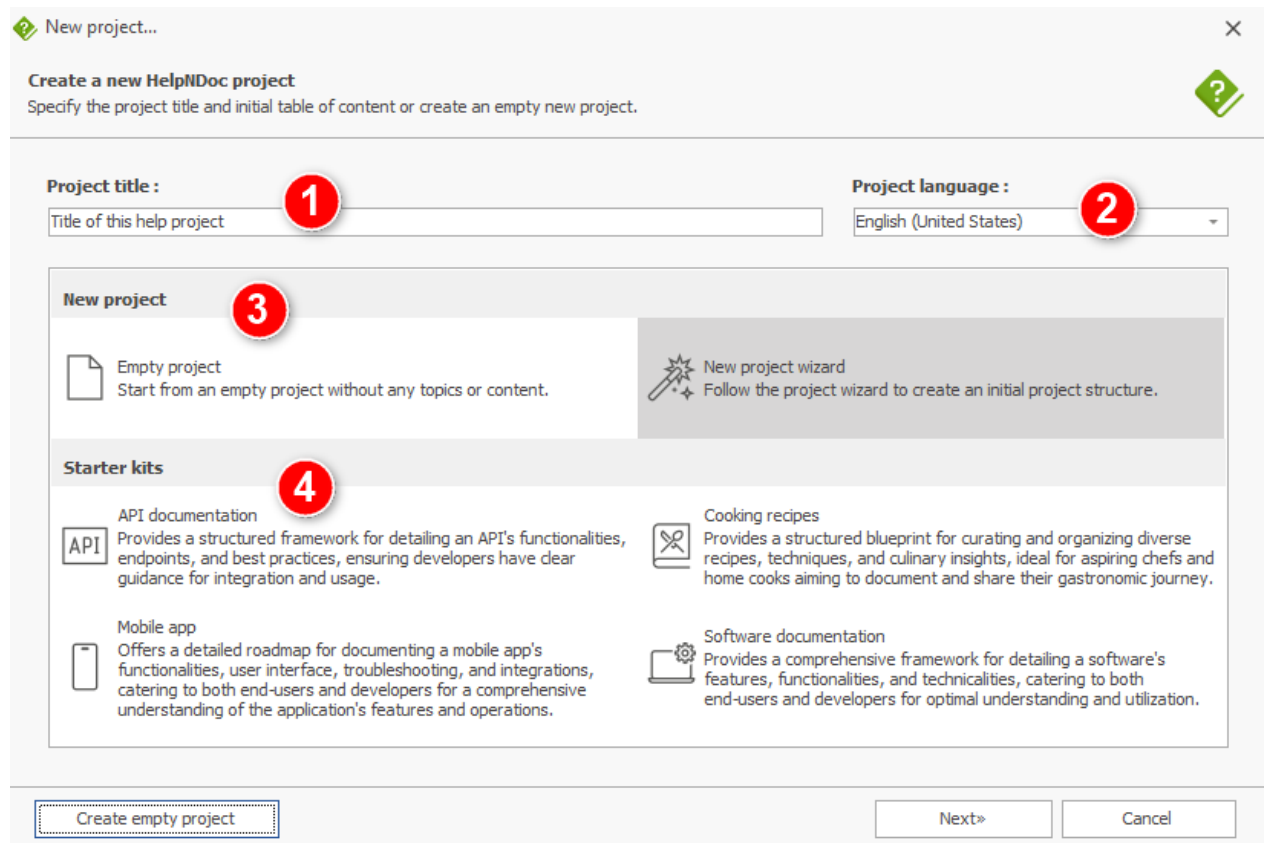 New project...
Create a new HelpNDoc project
Specify the project title and initial table of content or create an empty new project.
Project title :
1
Title of this help project
Project language :
2
English (United States)
New project
3
Empty project
Start from an empty project without any topics or content.
New project wizard
Follow the project wizard to create an initial project structure.
Starter kits
4
API
API documentation
Provides a structured framework for detailing an API's functionalities,
endpoints, and best practices, ensuring developers have clear
guidance for integration and usage.
Cooking recipes
Provides a structured blueprint for curating and organizing diverse
recipes, techniques, and culinary insights, ideal for aspiring chefs and
home cooks aiming to document and share their gastronomic journey.
Mobile app
Offers a detailed roadmap for documenting a mobile app's
functionalities, user interface, troubleshooting, and integrations,
catering to both end-users and developers for a comprehensive
understanding of the application's features and operations.
Software documentation
Provides a comprehensive framework for detailing a software's
features, functionalities, and technicalities, catering to both
end-users and developers for optimal understanding and utilization.
Create empty project
Next»
Cancel